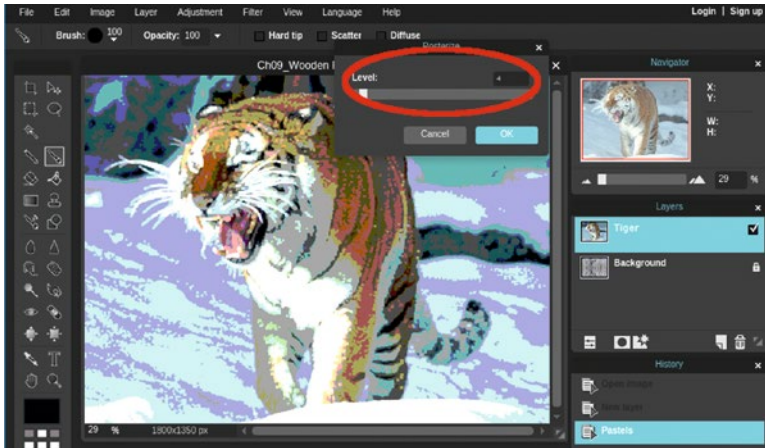 File Edit Image Layer Adjustment Filter View Language Help Login | Sign up
Brush: 100 Opacity: 100 Hard tip Scatter Diffuse
Posterize
Ch09_Wooden
Level: 4
Cancel OK
Navigator
X:
Y:
W:
H:
29 %
Layers
Tiger
Background
History
Open image
New layer
Pastels
29 % 1800x1350 px